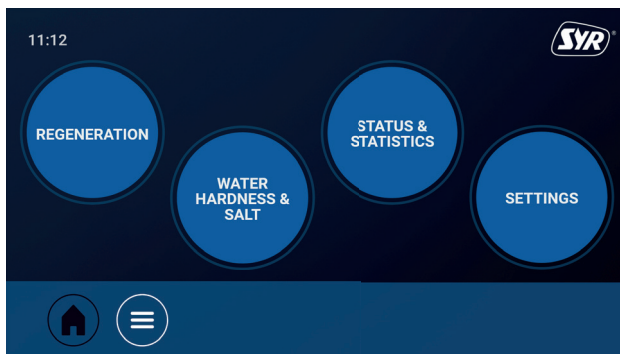 11:12
SYR
REGENERATION
STATUS &
STATISTICS
WATER
HARDNESS &
SALT
SETTINGS